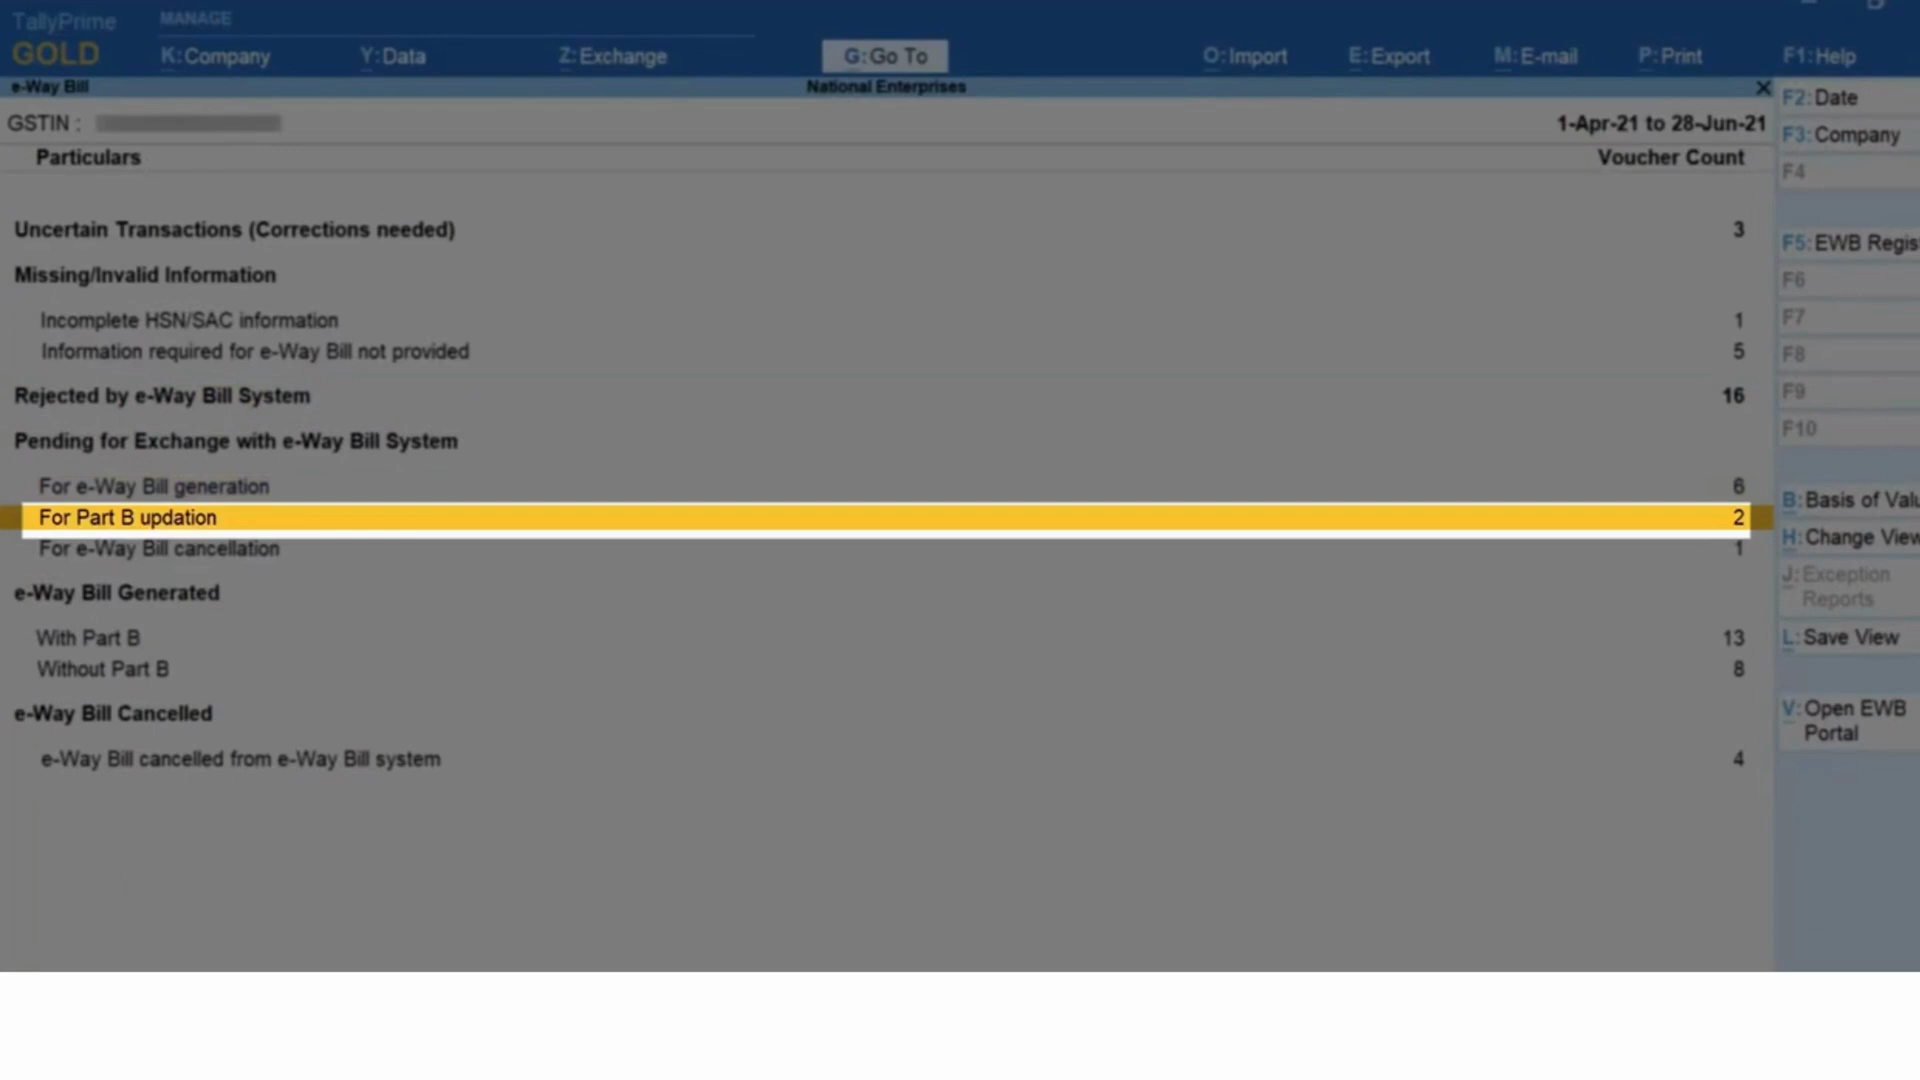 TallyPrime
MANAGE
GOLD
K: Company
Y: Data
Z: Exchange
G: Go To
O: Import
E: Export
M: E-mail
P: Print
F1: Help
e-Way Bill
National Enterprises
GSTIN :
1-Apr-21 to 28-Jun-21
Particulars
Voucher Count
Uncertain Transactions (Corrections needed) 3
Missing/Invalid Information
Incomplete HSN/SAC information 1
Information required for e-Way Bill not provided 5
Rejected by e-Way Bill System 16
Pending for Exchange with e-Way Bill System
For e-Way Bill generation 6
For Part B updation 2
For e-Way Bill cancellation 1
e-Way Bill Generated
With Part B 13
Without Part B 8
e-Way Bill Cancelled
e-Way Bill cancelled from e-Way Bill system 4
F2: Date
F3: Company
F4
F5: EWB Regis
F6
F7
F8
F9
F10
B: Basis of Valu
H: Change View
J: Exception
Reports
L: Save View
V: Open EWB
Portal